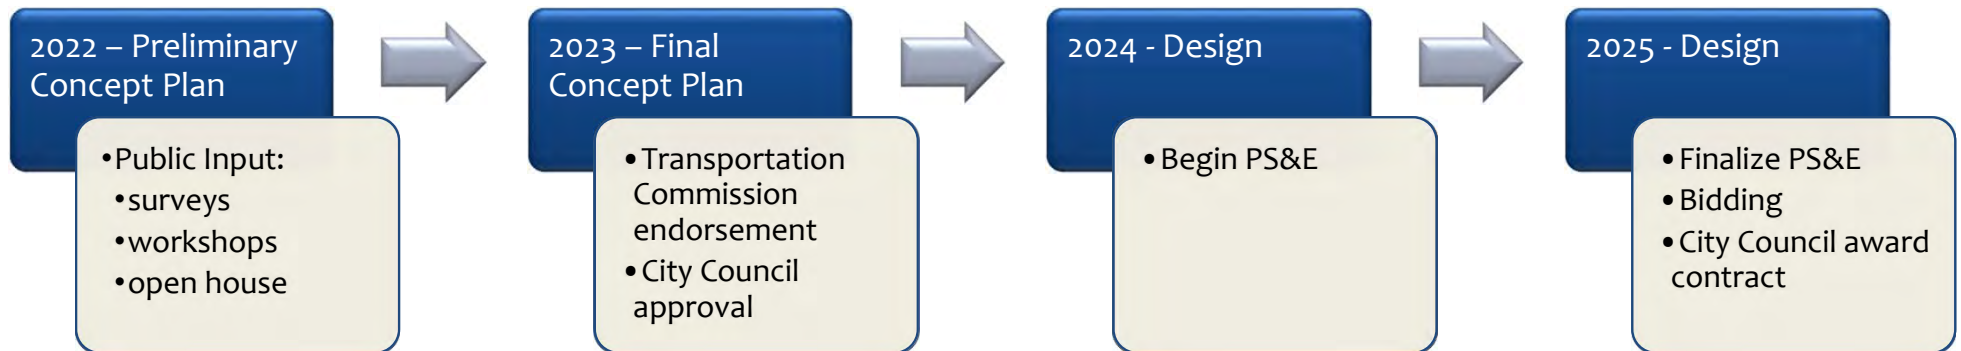 2022 – Preliminary
Concept Plan
•Public Input:
•surveys
•workshops
•open house
2023 – Final
Concept Plan
•Transportation
Commission
endorsement
•City Council
approval
2024 - Design
•Begin PS&E
2025 - Design
•Finalize PS&E
•Bidding
•City Council award
contract